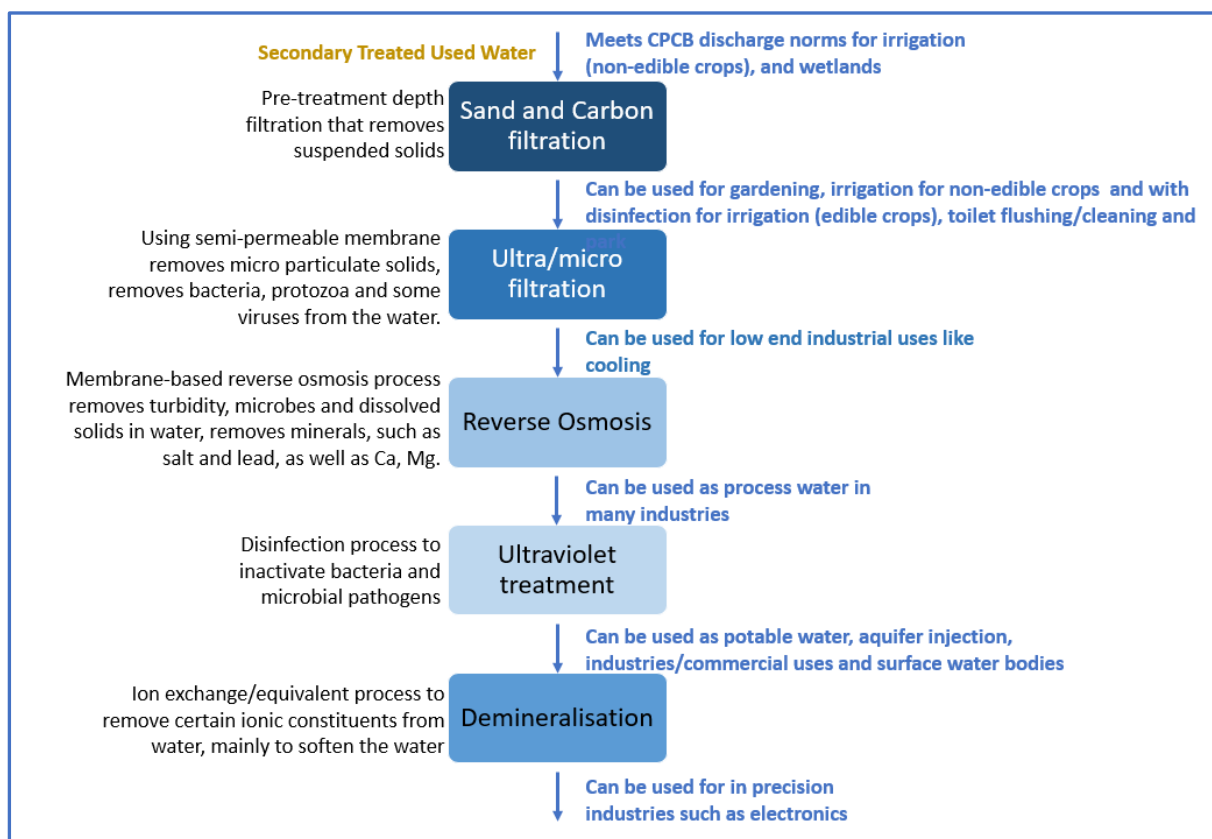 Secondary Treated Used Water
Meets CPCB discharge norms for irrigation
(non-edible crops), and wetlands
Pre-treatment depth
filtration that removes
suspended solids
Sand and Carbon
filtration
Can be used for gardening, irrigation for non-edible crops and with
disinfection for irrigation (edible crops), toilet flushing/cleaning and
park
Using semi-permeable membrane
removes micro particulate solids,
removes bacteria, protozoa and some
viruses from the water.
Ultra/micro
filtration
Can be used for low end industrial uses like
cooling
Membrane-based reverse osmosis process
removes turbidity, microbes and dissolved
solids in water, removes minerals, such as
salt and lead, as well as Ca, Mg.
Reverse Osmosis
Can be used as process water in
many industries
Disinfection process to
inactivate bacteria and
microbial pathogens
Ultraviolet
treatment
Can be used as potable water, aquifer injection,
industries/commercial uses and surface water bodies
Ion exchange/equivalent process to
remove certain ionic constituents from
water, mainly to soften the water
Demineralisation
Can be used for in precision
industries such as electronics